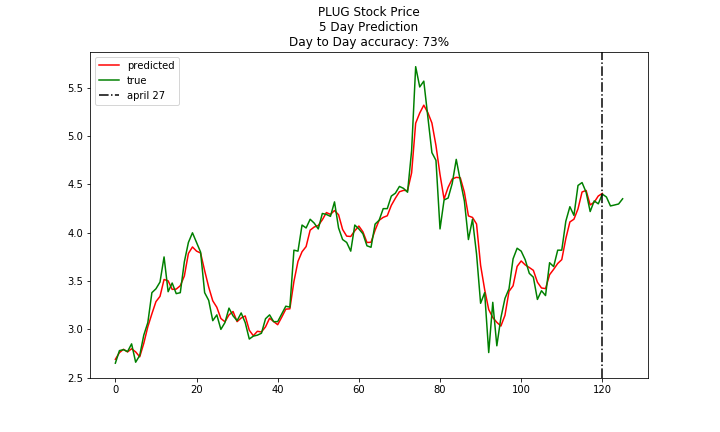 PLUG Stock Price
5 Day Prediction
Day to Day accuracy: 73%
predicted
true
april 27
5.5
5.0
4.5
4.0
3.5
3.0
2.5
0 20 40 60 80 100 120